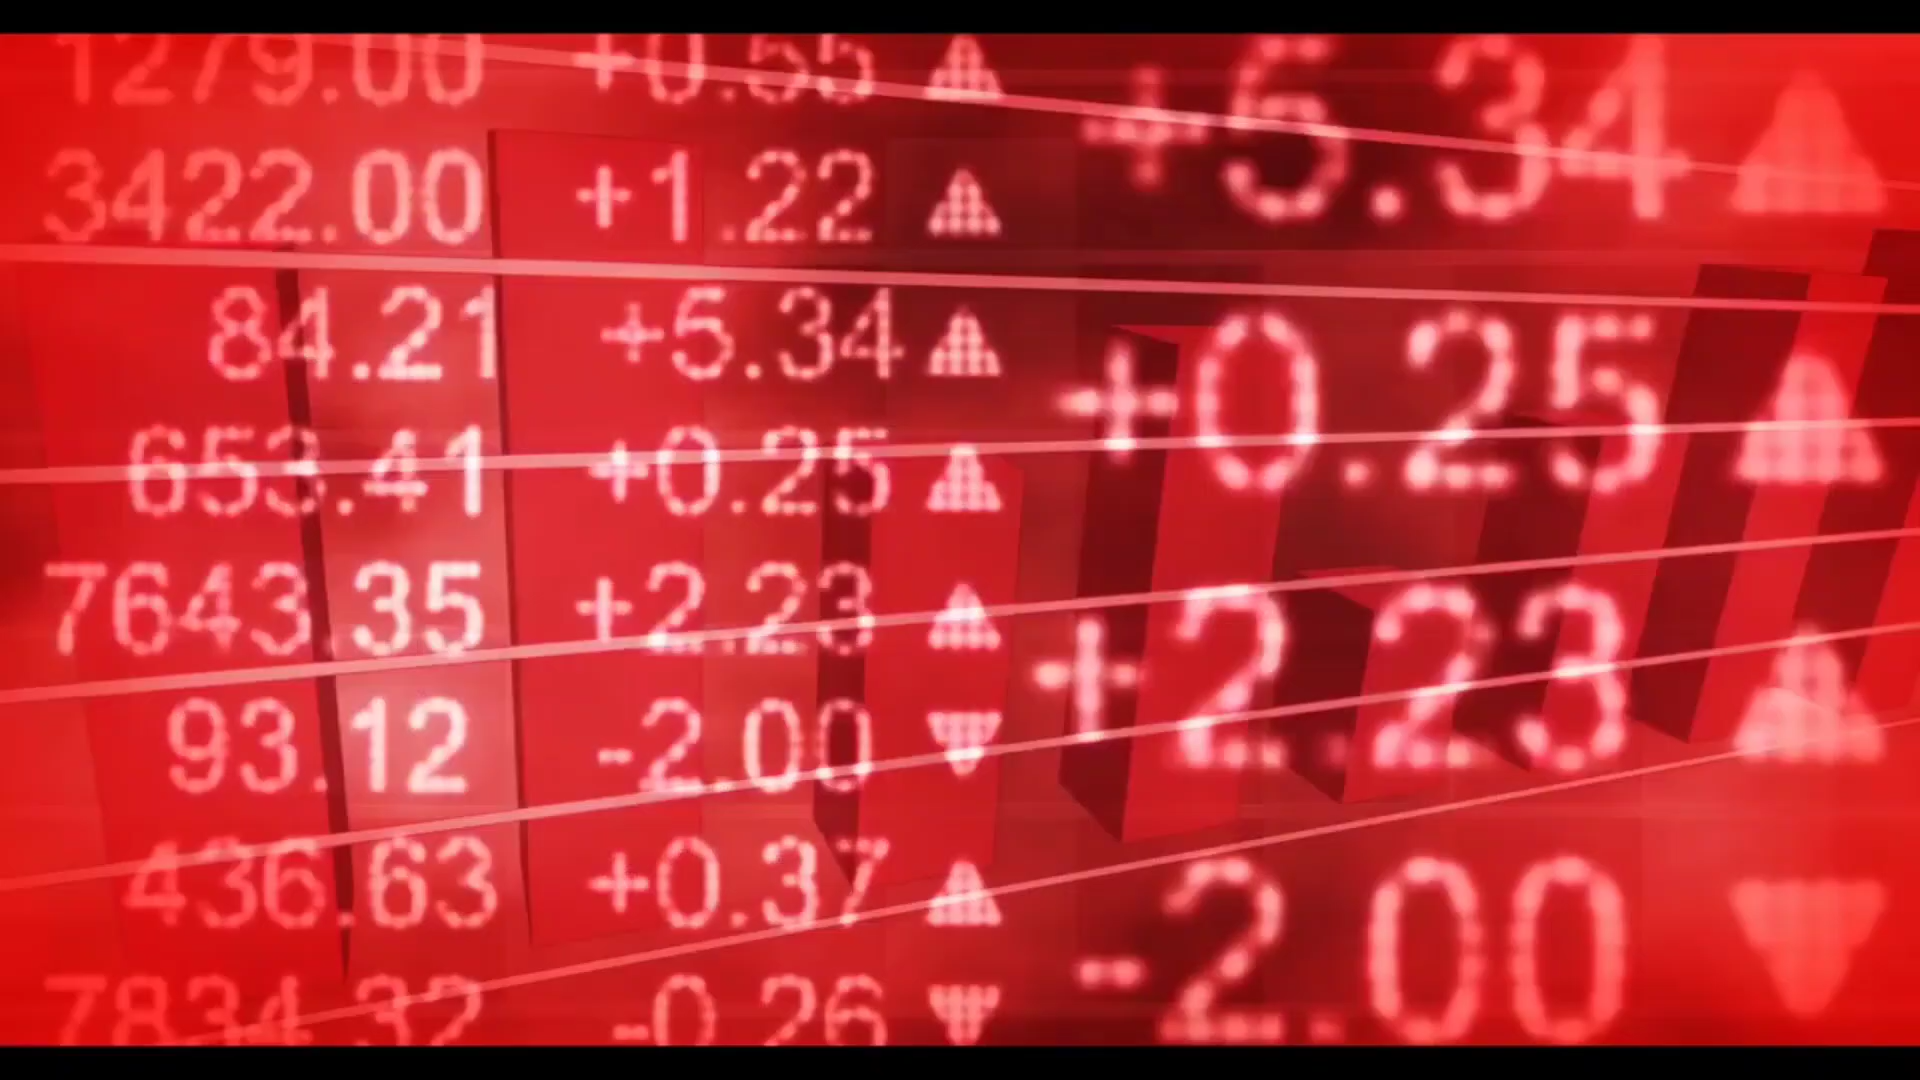 1279.00 +0.55 ▲
3422.00 +1.22 ▲
84.21 +5.34 ▲
653.41 +0.25 ▲
7643.35 +2.23 ▲
93.12 -2.00 ▼
436.63 +0.37 ▲
7834.32 -0.26 ▼
+5.34 ▲
+0.25 ▲
+2.23 ▲
-2.00 ▼